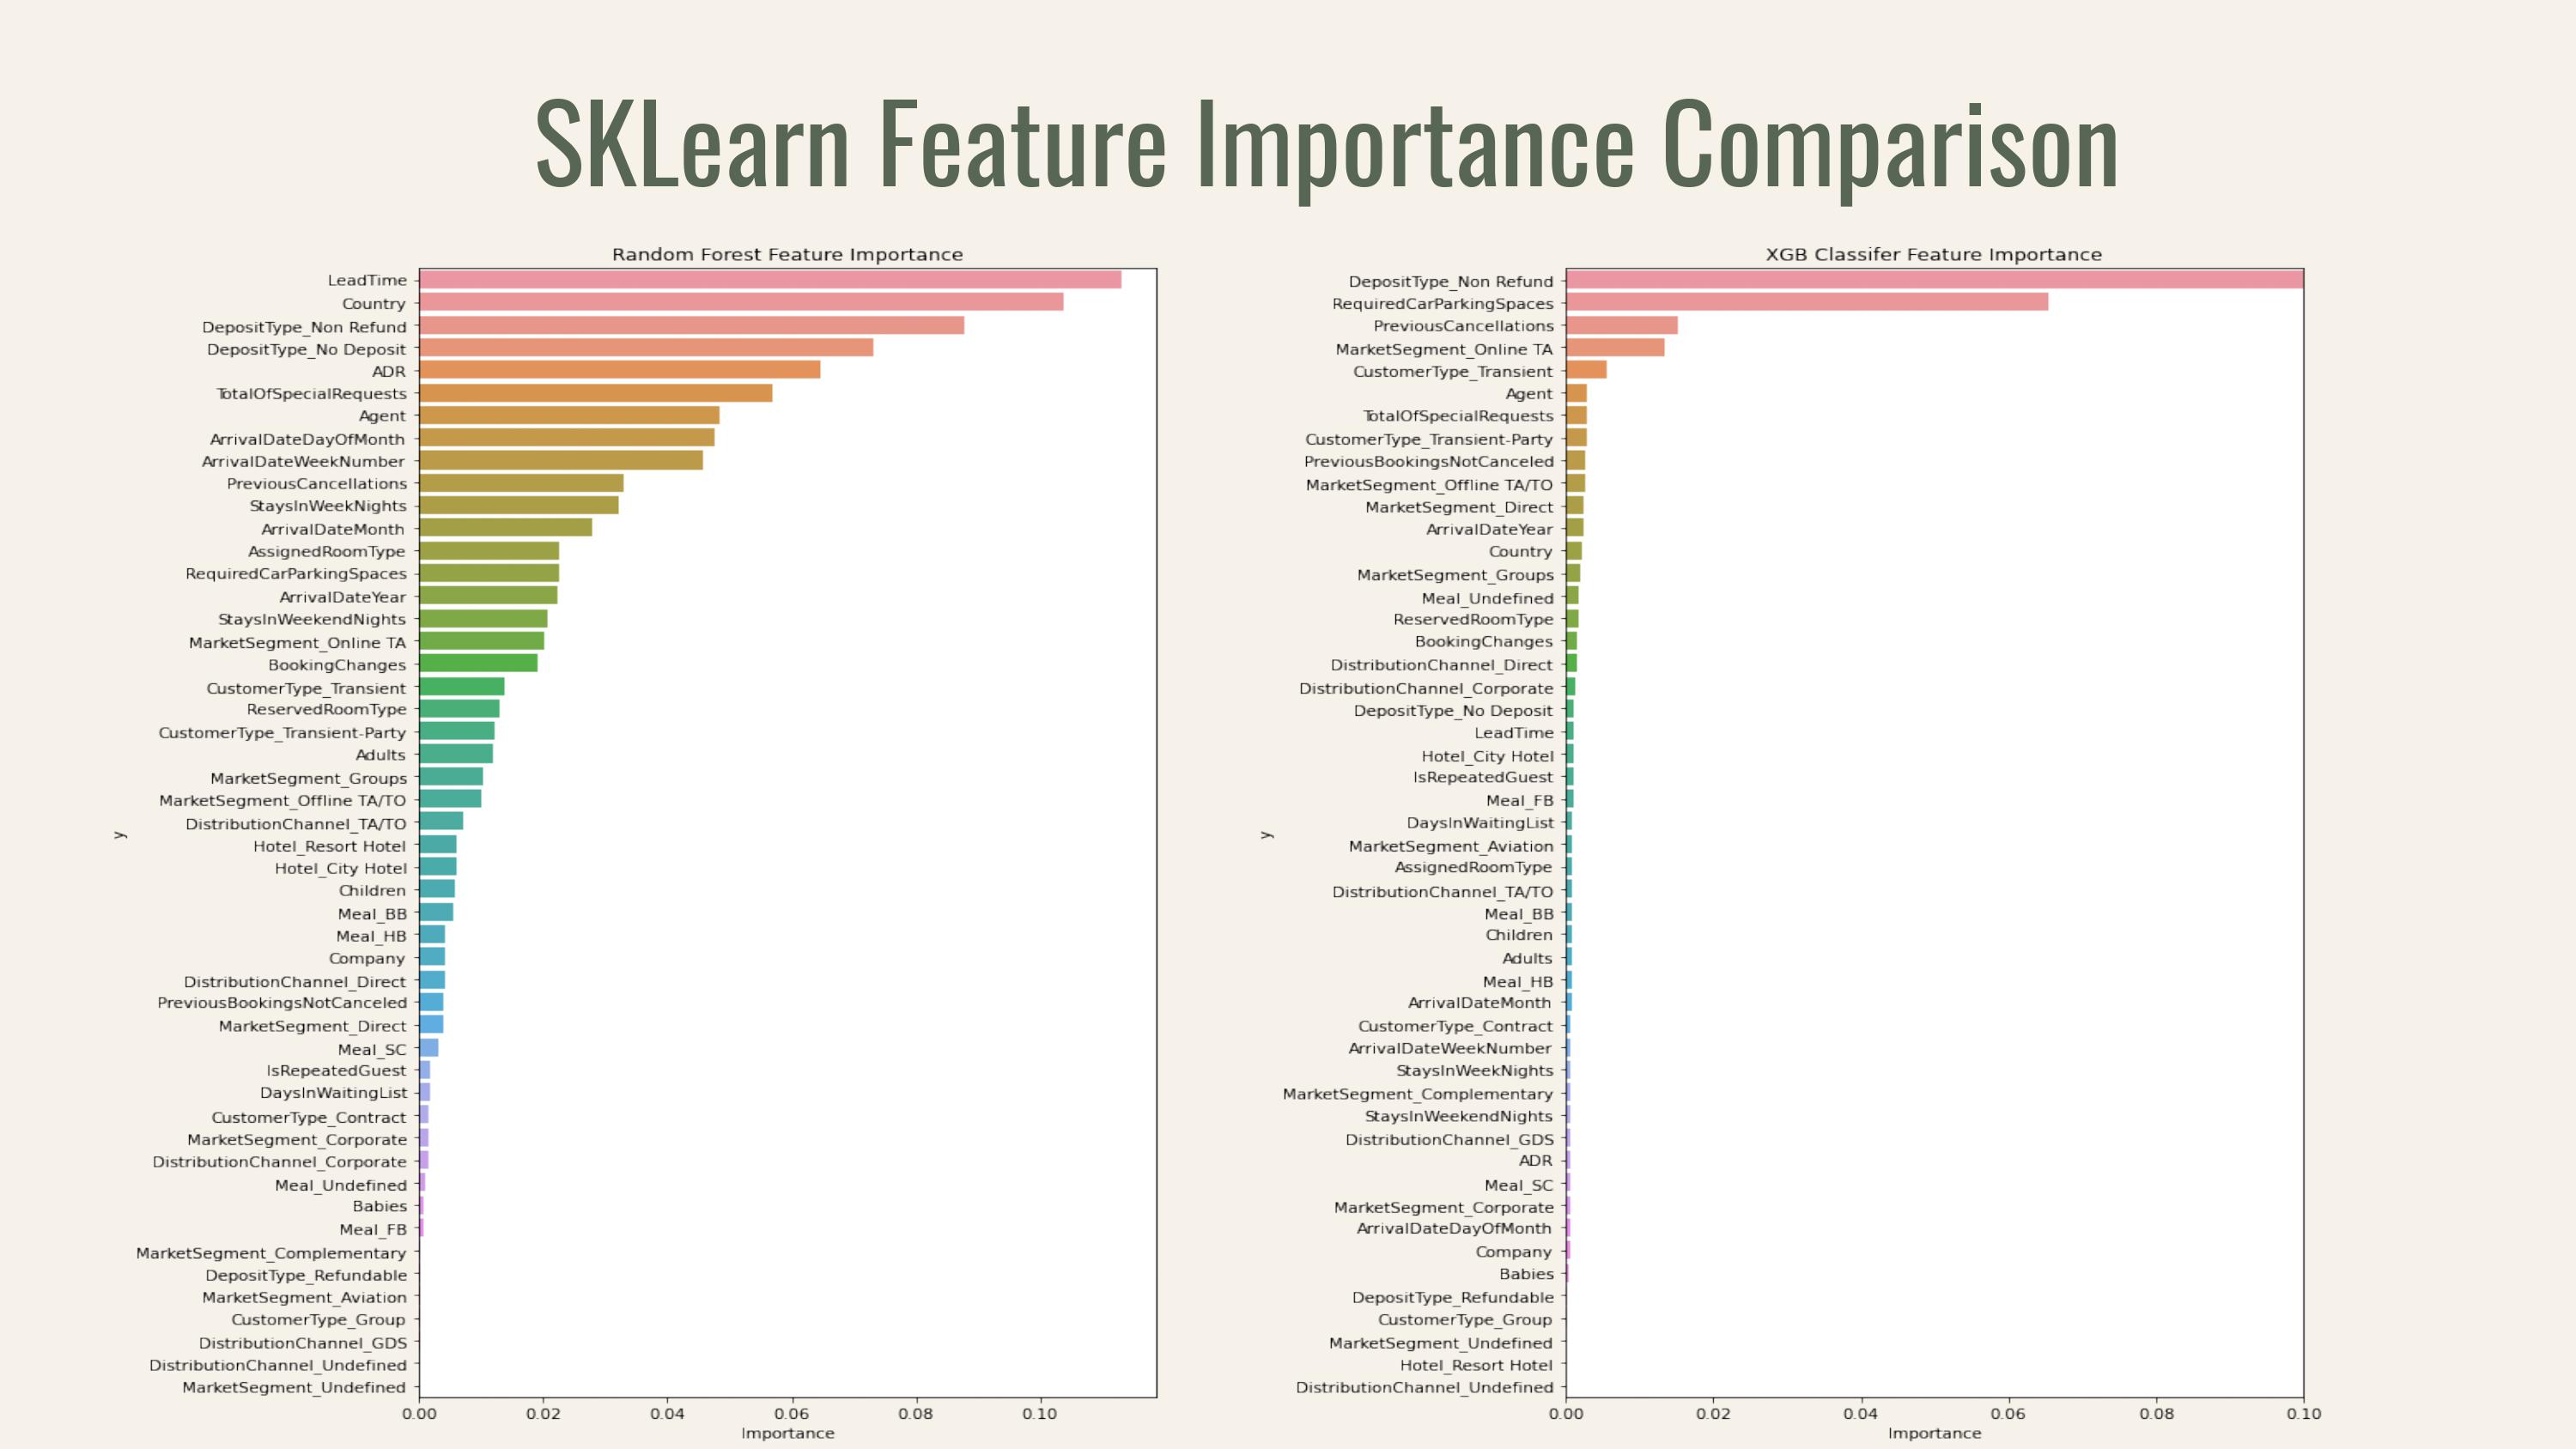 SKLearn Feature Importance Comparison
Random Forest Feature Importance
LeadTime
Country
DepositType_Non Refund
DepositType_No Deposit
ADR
TotalOfSpecialRequests
Agent
ArrivalDateDayOfMonth
ArrivalDateWeekNumber
PreviousCancellations
StaysInWeekNights
ArrivalDateMonth
AssignedRoomType
RequiredCarParkingSpaces
ArrivalDateYear
StaysInWeekendNights
MarketSegment_Online TA
BookingChanges
CustomerType_Transient
ReservedRoomType
CustomerType_Transient-Party
Adults
MarketSegment_Groups
MarketSegment_Offline TA/TO
DistributionChannel_TA/TO
Hotel_Resort Hotel
Hotel_City Hotel
Children
Meal_BB
Meal_HB
Company
DistributionChannel_Direct
PreviousBookingsNotCanceled
MarketSegment_Direct
Meal_SC
IsRepeatedGuest
DaysInWaitingList
CustomerType_Contract
MarketSegment_Corporate
DistributionChannel_Corporate
Meal_Undefined
Babies
Meal_FB
MarketSegment_Complementary
DepositType_Refundable
MarketSegment_Aviation
CustomerType_Group
DistributionChannel_GDS
DistributionChannel_Undefined
MarketSegment_Undefined
y
0.00 0.02 0.04 0.06 0.08 0.10
Importance
XGB Classifer Feature Importance
DepositType_Non Refund
RequiredCarParkingSpaces
PreviousCancellations
MarketSegment_Online TA
CustomerType_Transient
Agent
TotalOfSpecialRequests
CustomerType_Transient-Party
PreviousBookingsNotCanceled
MarketSegment_Offline TA/TO
MarketSegment_Direct
ArrivalDateYear
Country
MarketSegment_Groups
Meal_Undefined
ReservedRoomType
BookingChanges
DistributionChannel_Direct
DistributionChannel_Corporate
DepositType_No Deposit
LeadTime
Hotel_City Hotel
IsRepeatedGuest
Meal_FB
DaysInWaitingList
MarketSegment_Aviation
AssignedRoomType
DistributionChannel_TA/TO
Meal_BB
Children
Adults
Meal_HB
ArrivalDateMonth
CustomerType_Contract
ArrivalDateWeekNumber
StaysInWeekNights
MarketSegment_Complementary
StaysInWeekendNights
DistributionChannel_GDS
ADR
Meal_SC
MarketSegment_Corporate
ArrivalDateDayOfMonth
Company
Babies
DepositType_Refundable
CustomerType_Group
MarketSegment_Undefined
Hotel_Resort Hotel
DistributionChannel_Undefined
y
0.00 0.02 0.04 0.06 0.08 0.10
Importance